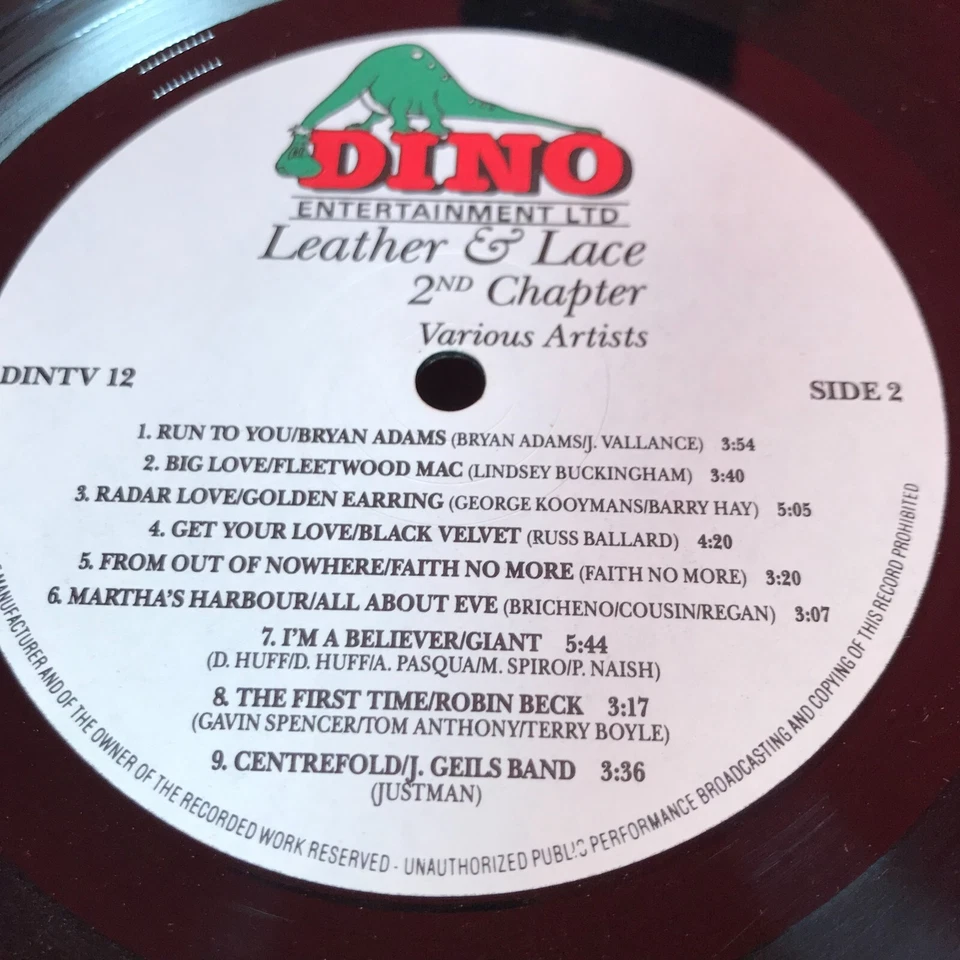 DINO
ENTERTAINMENT LTD
Leather & Lace
2ND Chapter
Various Artists
DINTV 12
SIDE 2
1. RUN TO YOU/BRYAN ADAMS (BRYAN ADAMS/J. VALLANCE) 3:54
2. BIG LOVE/FLEETWOOD MAC (LINDSEY BUCKINGHAM) 3:40
3. RADAR LOVE/GOLDEN EARRING (GEORGE KOOYMANS/BARRY HAY) 5:05
4. GET YOUR LOVE/BLACK VELVET (RUSS BALLARD) 4:20
5. FROM OUT OF NOWHERE/FAITH NO MORE (FAITH NO MORE) 3:20
6. MARTHA'S HARBOUR/ALL ABOUT EVE (BRICHENO/COUSIN/REGAN) 3:07
7. I'M A BELIEVER/GIANT 5:44
(D. HUFF/D. HUFF/A. PASQUA/M. SPIRO/P. NAISH)
8. THE FIRST TIME/ROBIN BECK 3:17
(GAVIN SPENCER/TOM ANTHONY/TERRY BOYLE)
9. CENTREFOLD/J. GEILS BAND 3:36
(JUSTMAN)
MANUFACTURER AND OF THE OWNER OF THE RECORDED WORK RESERVED - UNAUTHORIZED PUBLIC PERFORMANCE BROADCASTING AND COPYING OF THIS RECORD PROHIBITED